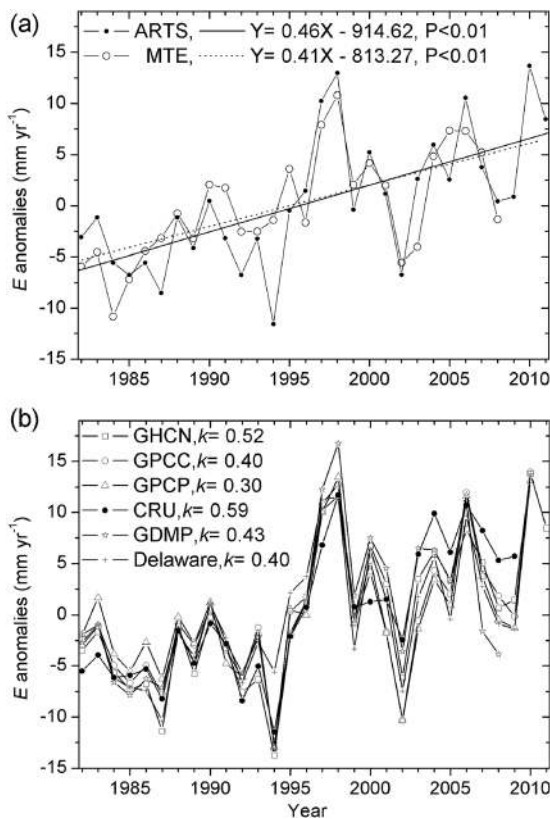 (a)
ARTS, Y= 0.46X - 914.62, P<0.01
MTE, Y= 0.41X - 813.27, P<0.01
E anomalies (mm yr-1)
15
10
5
0
-5
-10
-15
1985 1990 1995 2000 2005 2010
(b)
GHCN,k= 0.52
GPCC,k= 0.40
GPCP,k= 0.30
CRU,k= 0.59
GDMP,k= 0.43
Delaware,k= 0.40
E anomalies (mm yr-1)
15
10
5
0
-5
-10
-15
1985 1990 1995 2000 2005 2010
Year